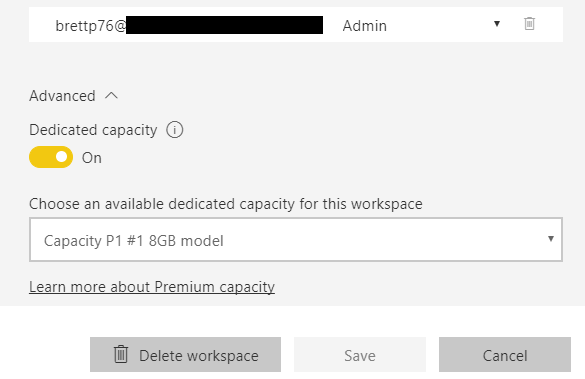 brettp76@ Admin
Advanced
Dedicated capacity
On
Choose an available dedicated capacity for this workspace
Capacity P1 #1 8GB model
Learn more about Premium capacity
Delete workspace Save Cancel